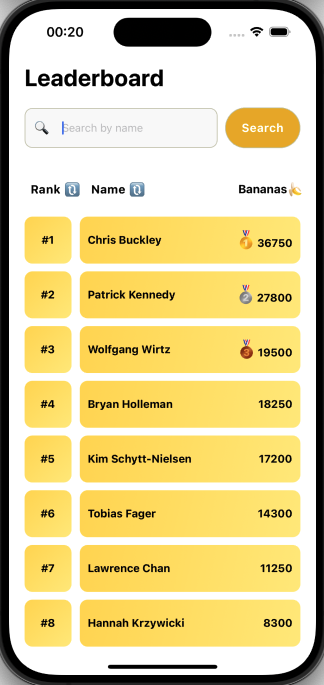 00:20
Leaderboard
Search by name
Search
Rank Name Bananas
#1 Chris Buckley 36750
#2 Patrick Kennedy 27800
#3 Wolfgang Wirtz 19500
#4 Bryan Holleman 18250
#5 Kim Schytt-Nielsen 17200
#6 Tobias Fager 14300
#7 Lawrence Chan 11250
#8 Hannah Krzywicki 8300